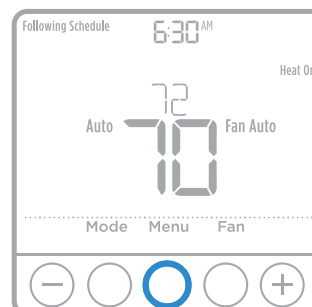 Following Schedule 6:30 AM
Heat On
72
Auto 70 Fan Auto
Mode Menu Fan
− +